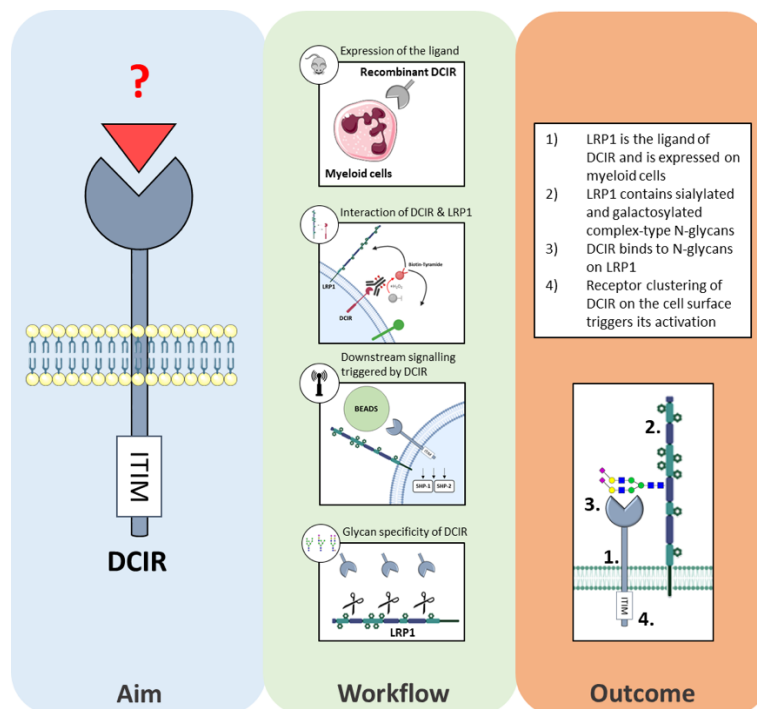 ?
ITIM
DCIR
Aim
Expression of the ligand
Recombinant DCIR
Myeloid cells
Interaction of DCIR & LRP1
LRP1
Biotin-Tyramide
+H₂O₂
DCIR
Downstream signalling
triggered by DCIR
BEADS
ITIM
SHP-1
SHP-2
Glycan specificity of DCIR
LRP1
Workflow
1) LRP1 is the ligand of
DCIR and is expressed on
myeloid cells
2) LRP1 contains sialylated
and galactosylated
complex-type N-glycans
3) DCIR binds to N-glycans
on LRP1
4) Receptor clustering of
DCIR on the cell surface
triggers its activation
2.
3.
1.
ITIM
4.
Outcome